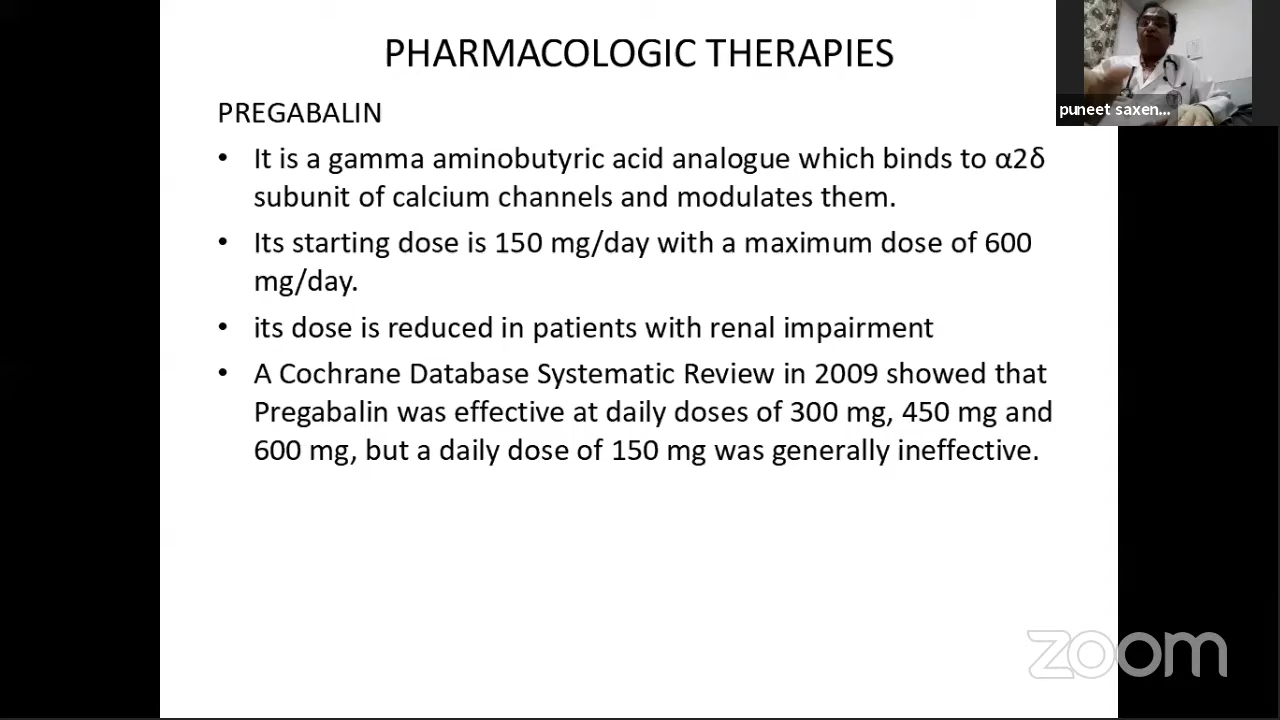 PHARMACOLOGIC THERAPIES
puneet saxen...
PREGABALIN
• It is a gamma aminobutyric acid analogue which binds to α2δ
subunit of calcium channels and modulates them.
• Its starting dose is 150 mg/day with a maximum dose of 600
mg/day.
• its dose is reduced in patients with renal impairment
• A Cochrane Database Systematic Review in 2009 showed that
Pregabalin was effective at daily doses of 300 mg, 450 mg and
600 mg, but a daily dose of 150 mg was generally ineffective.
zoom